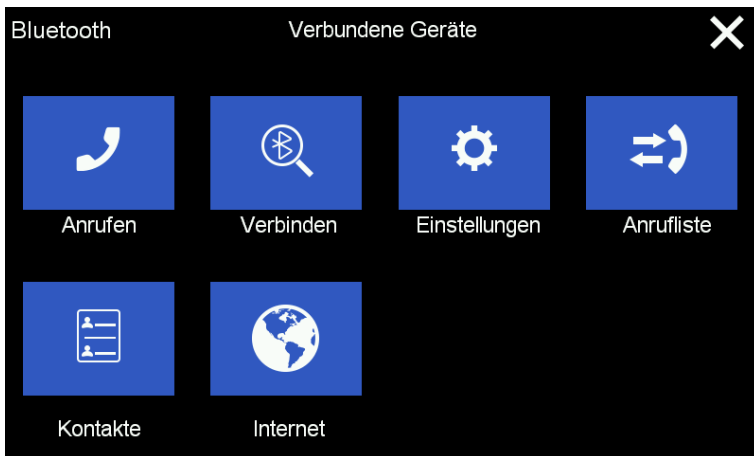 Bluetooth Verbundene Geräte
Anrufen Verbinden Einstellungen Anrufliste
Kontakte Internet